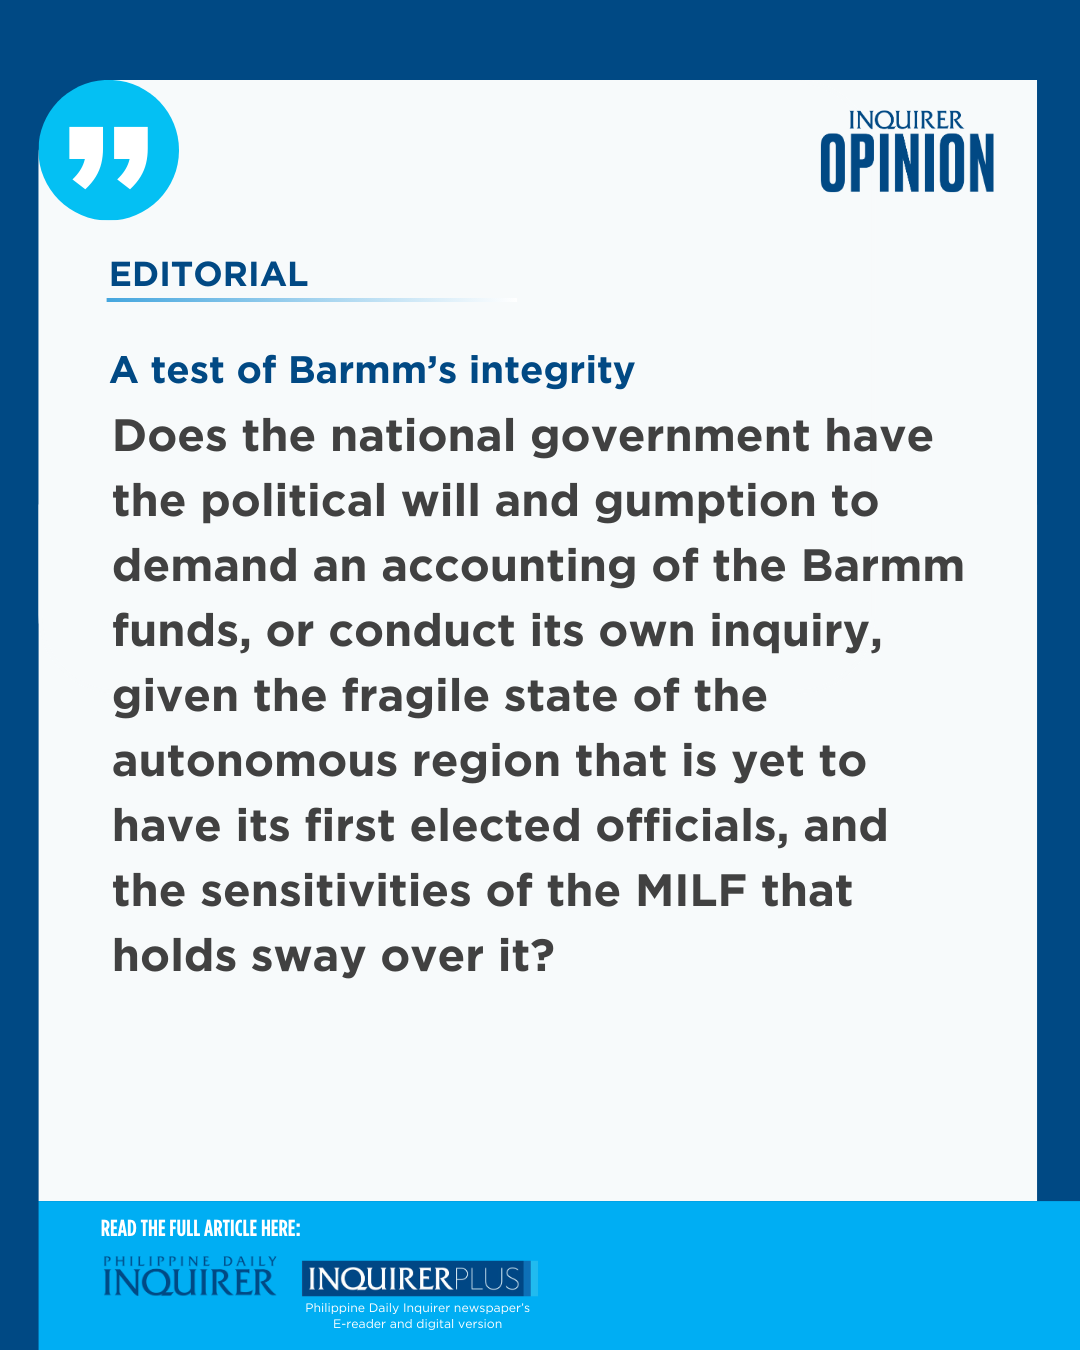 INQUIRER
OPINION
EDITORIAL
A test of Barmm’s integrity
Does the national government have
the political will and gumption to
demand an accounting of the Barmm
funds, or conduct its own inquiry,
given the fragile state of the
autonomous region that is yet to
have its first elected officials, and
the sensitivities of the MILF that
holds sway over it?
READ THE FULL ARTICLE HERE:
PHILIPPINE DAILY
INQUIRER
INQUIRERPLUS
Philippine Daily Inquirer newspaper's
E-reader and digital version